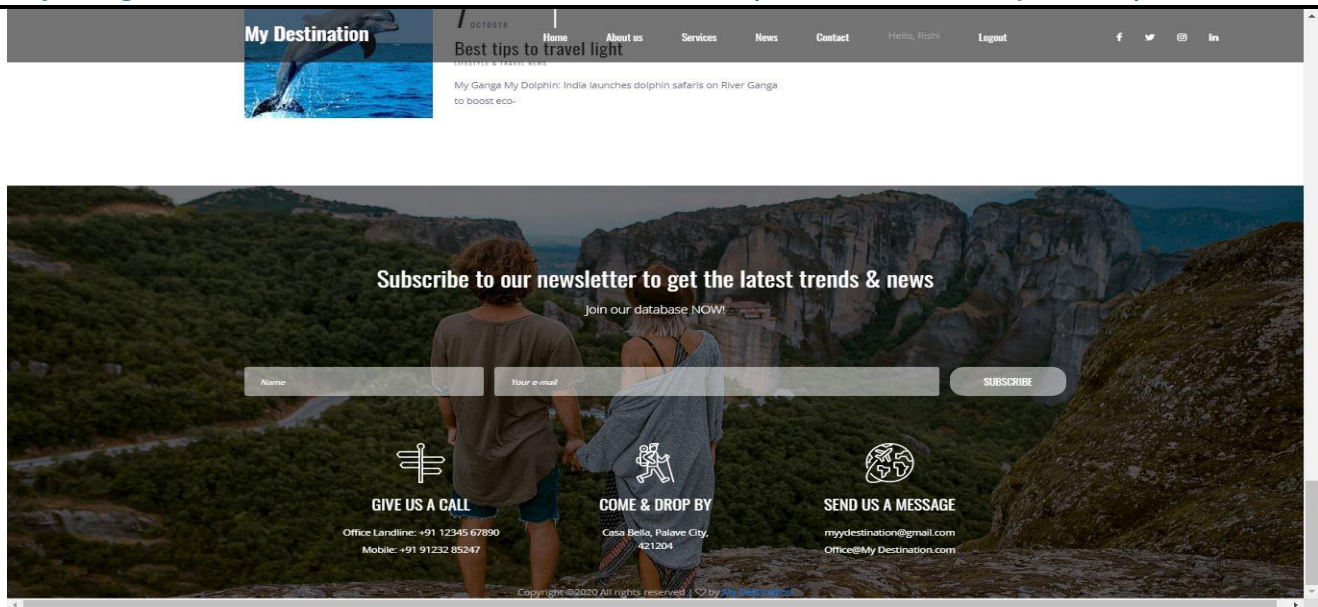 7 OCTOBER
My Destination
Home About us Services News Contact Hello, Rishi Logout
Best tips to travel light
LIFESTYLE & TRAVEL NEWS
My Ganga My Dolphin: India launches dolphin safaris on River Ganga
to boost eco-
Subscribe to our newsletter to get the latest trends & news
Join our database NOW!
Name Your e-mail SUBSCRIBE
GIVE US A CALL
Office Landline: +91 12345 67890
Mobile: +91 91232 85247
COME & DROP BY
Casa Bella, Palave City,
421204
SEND US A MESSAGE
myydestination@gmail.com
Office@My Destination.com
Copyright ©2020 All rights reserved | ♡ by My Destination